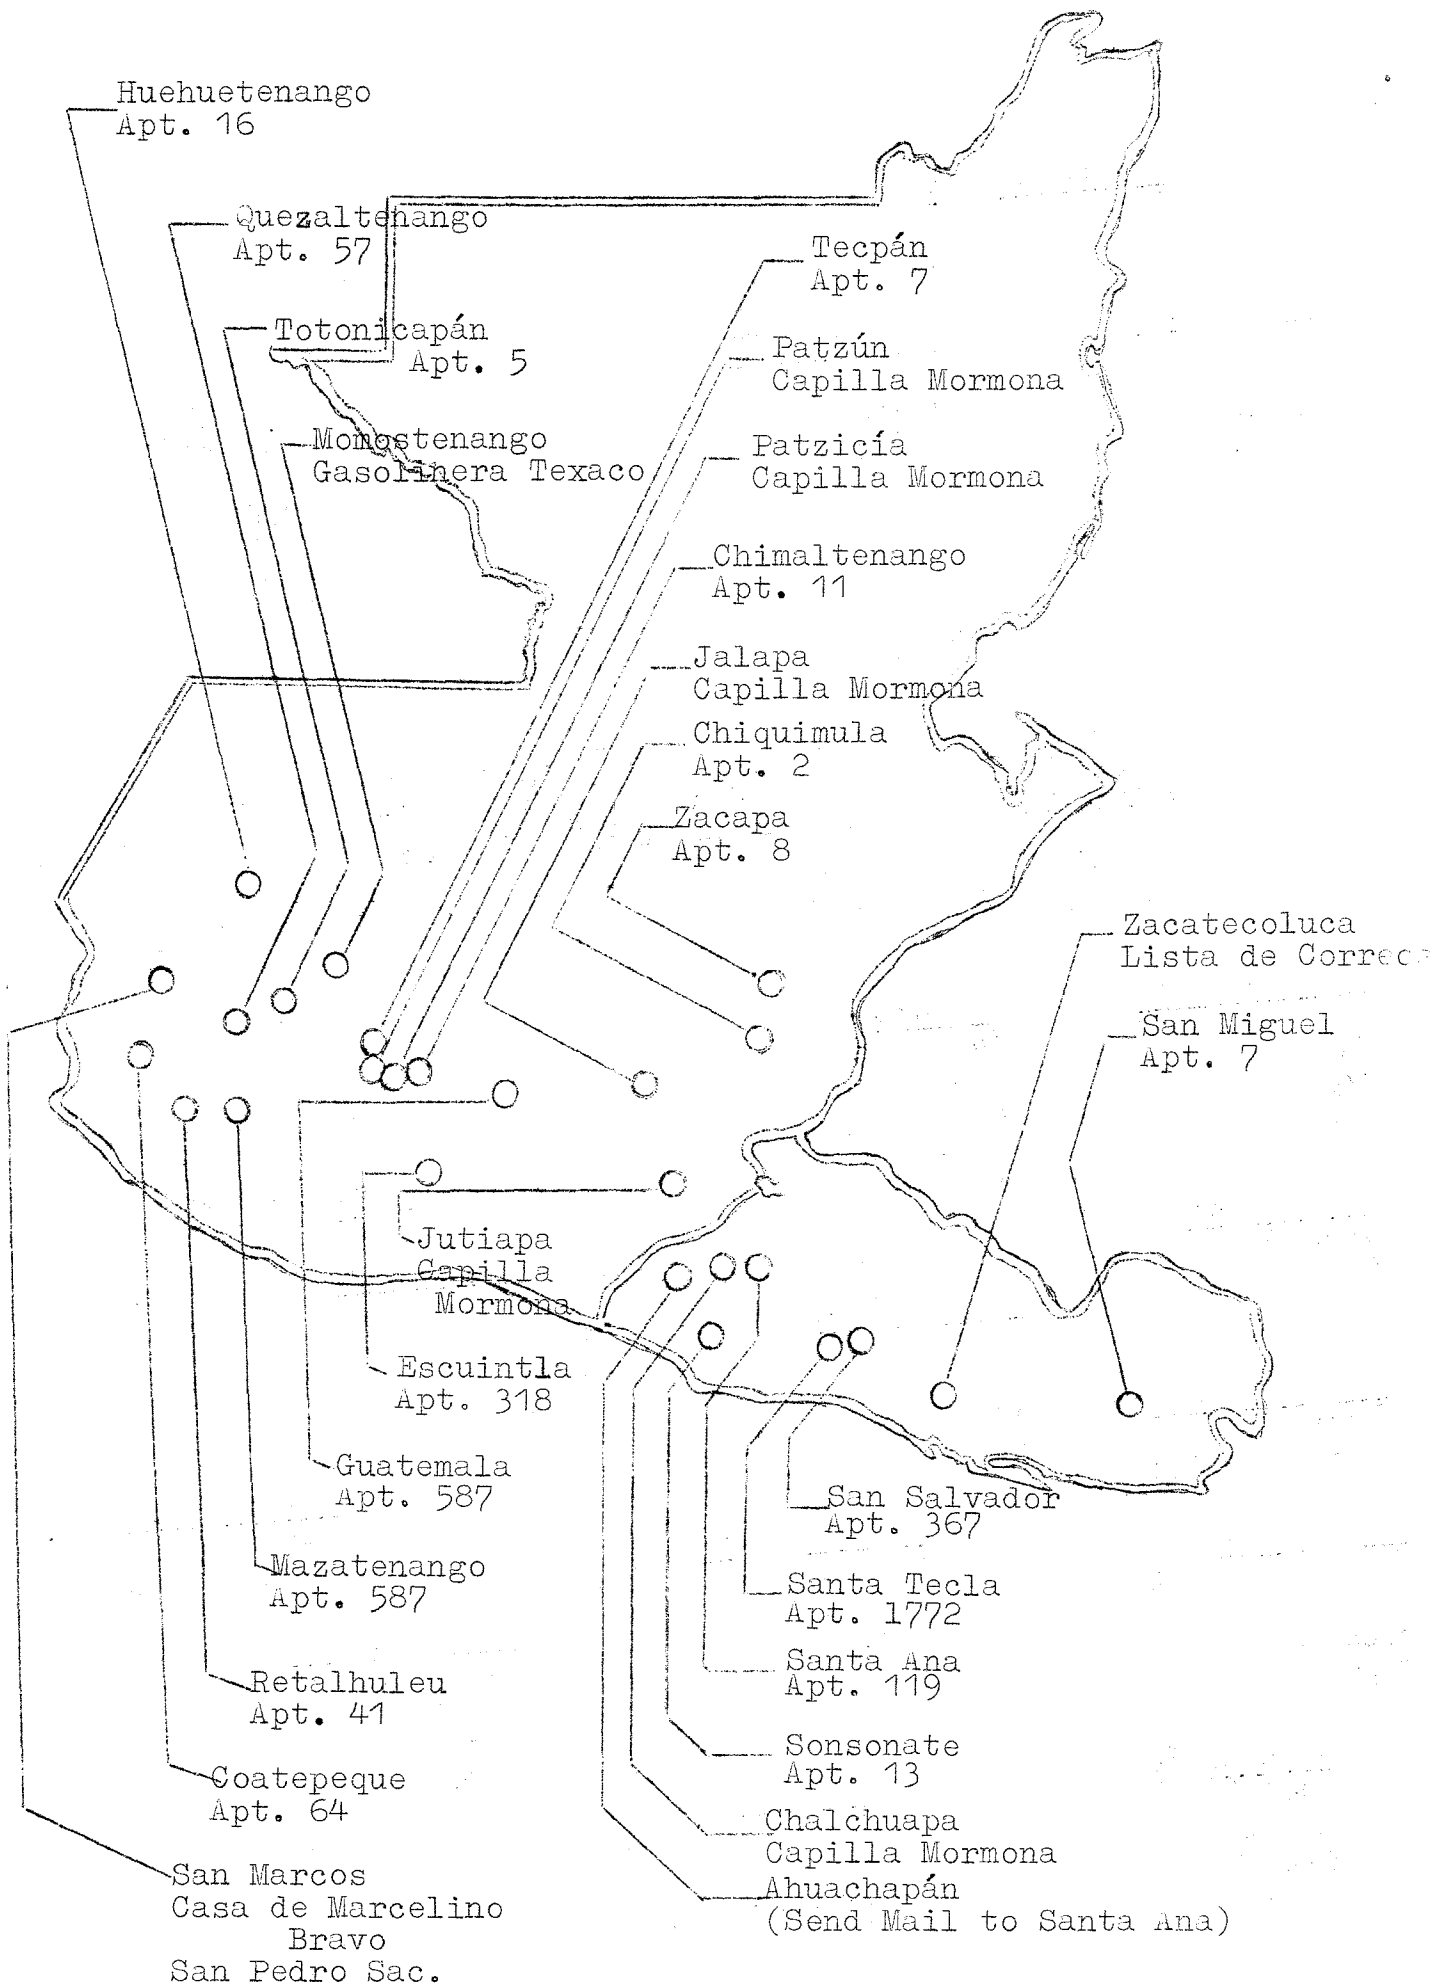 Huehuetenango
Apt. 16
Quezaltenango
Apt. 57
Totonicapán
Apt. 5
Momostenango
Gasolinera Texaco
Tecpán
Apt. 7
Patzún
Capilla Mormona
Patzicía
Capilla Mormona
Chimaltenango
Apt. 11
Jalapa
Capilla Mormona
Chiquimula
Apt. 2
Zacapa
Apt. 8
Zacatecoluca
Lista de Correos
San Miguel
Apt. 7
Jutiapa
Capilla
Mormona
Escuintla
Apt. 318
Guatemala
Apt. 587
Mazatenango
Apt. 587
Retalhuleu
Apt. 41
Coatepeque
Apt. 64
San Marcos
Casa de Marcelino
Bravo
San Pedro Sac.
San Salvador
Apt. 367
Santa Tecla
Apt. 1772
Santa Ana
Apt. 119
Sonsonate
Apt. 13
Chalchuapa
Capilla Mormona
Ahuachapán
(Send Mail to Santa Ana)